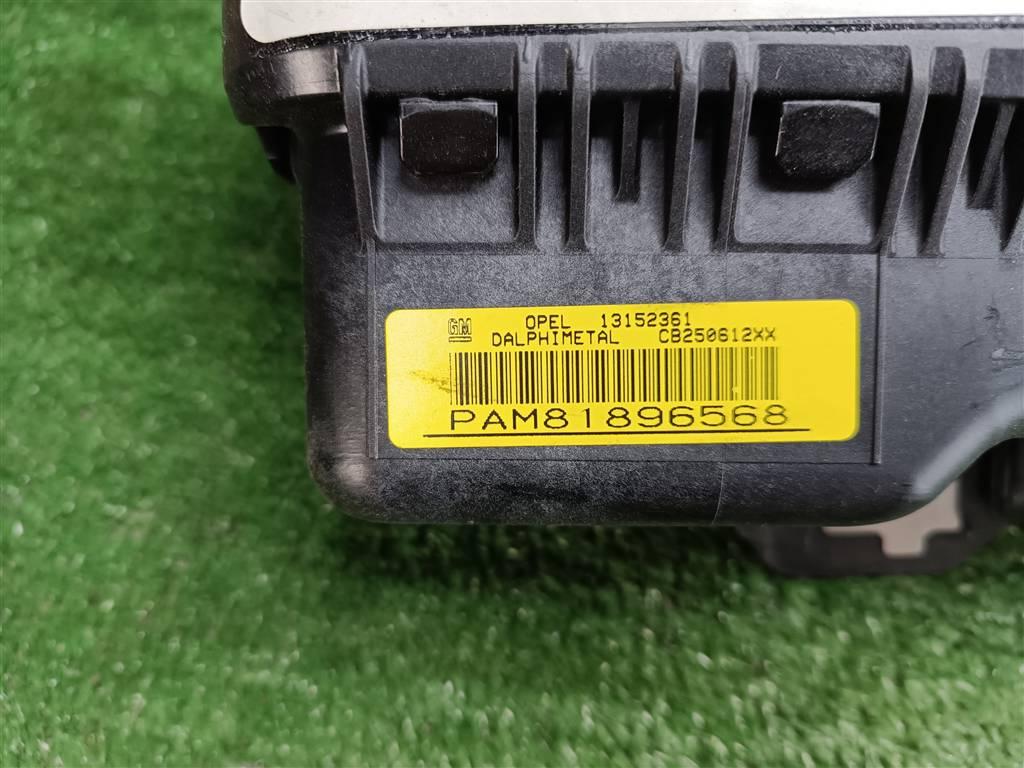 GM OPEL 13152361
DALPHIMETAL CB250612XX
PAM81896568